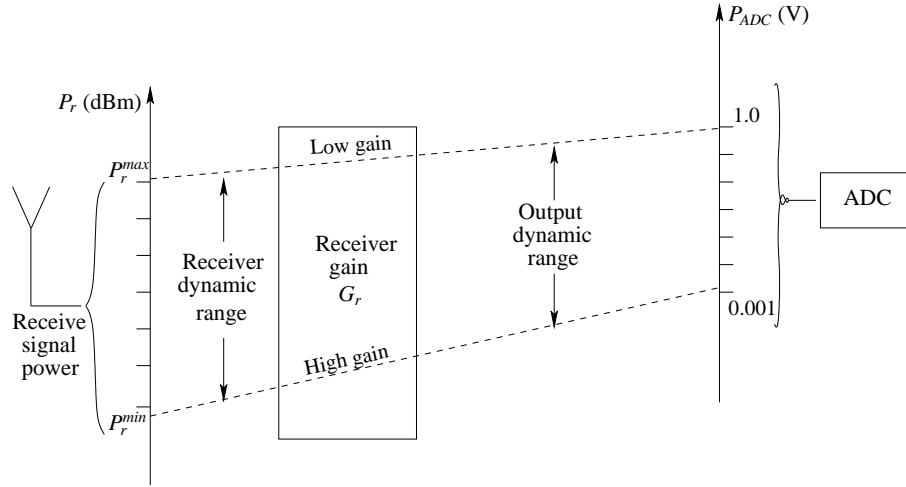 P_ADC (V)
P_r (dBm)
1.0
Low gain
P_r^max
ADC
Output
dynamic
range
Receiver
dynamic
range
Receiver
gain
G_r
0.001
Receive
signal
power
High gain
P_r^min